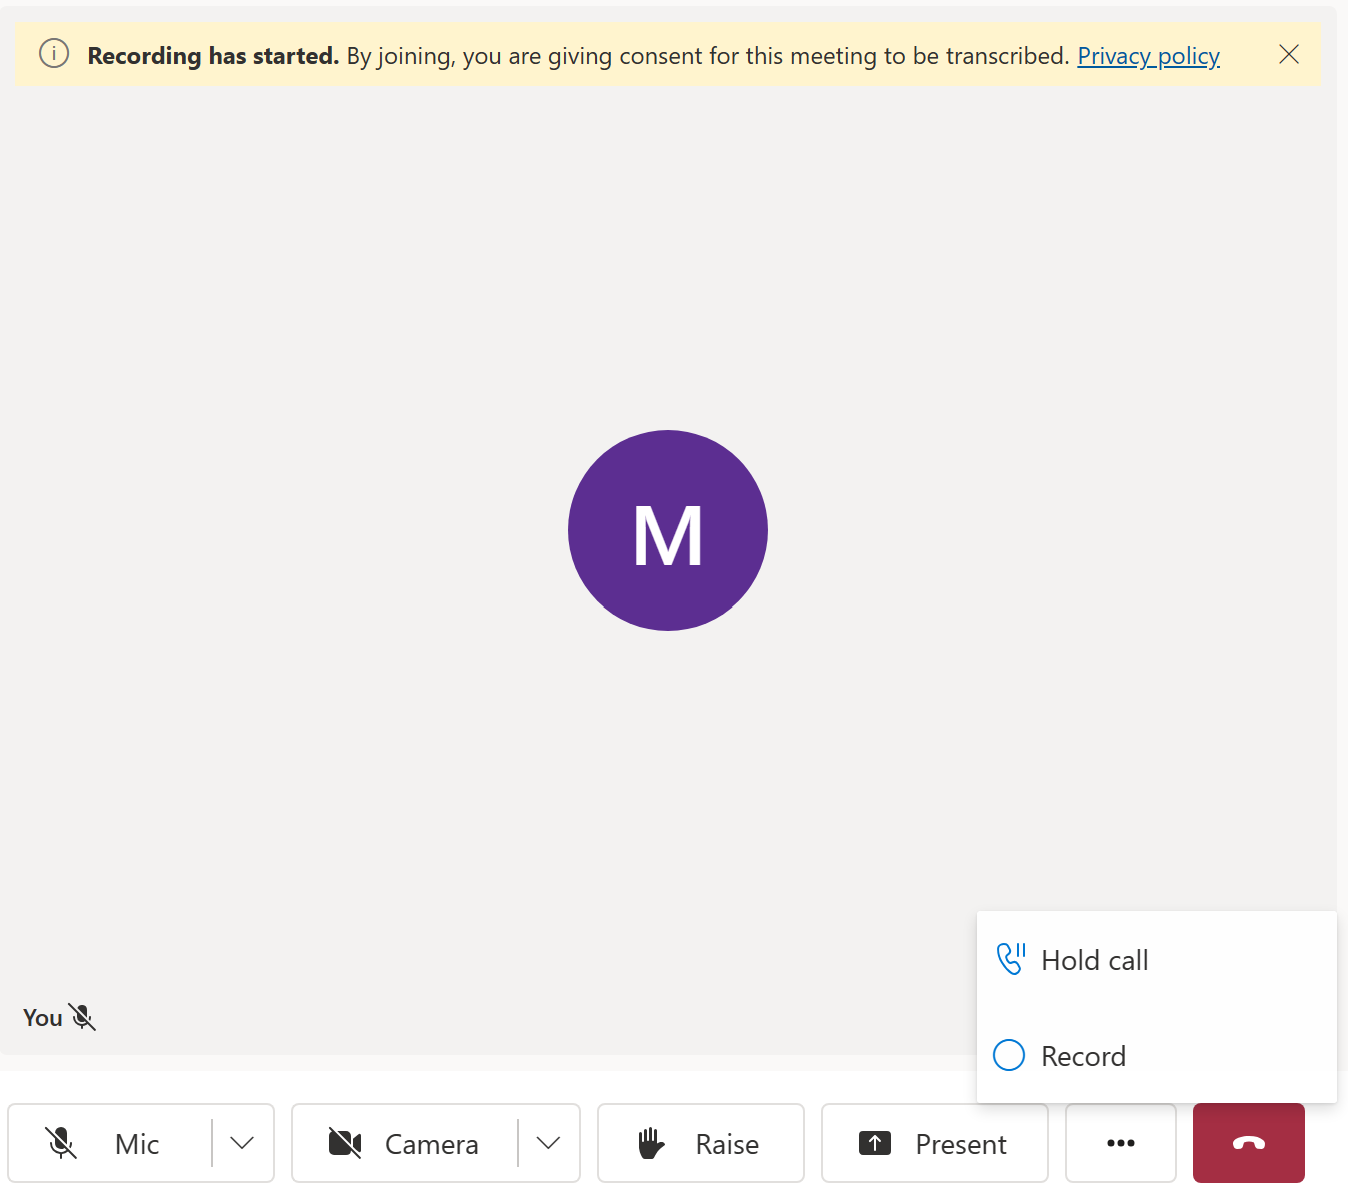 Recording has started. By joining, you are giving consent for this meeting to be transcribed. Privacy policy
M
You
Hold call
Record
Mic
Camera
Raise
Present